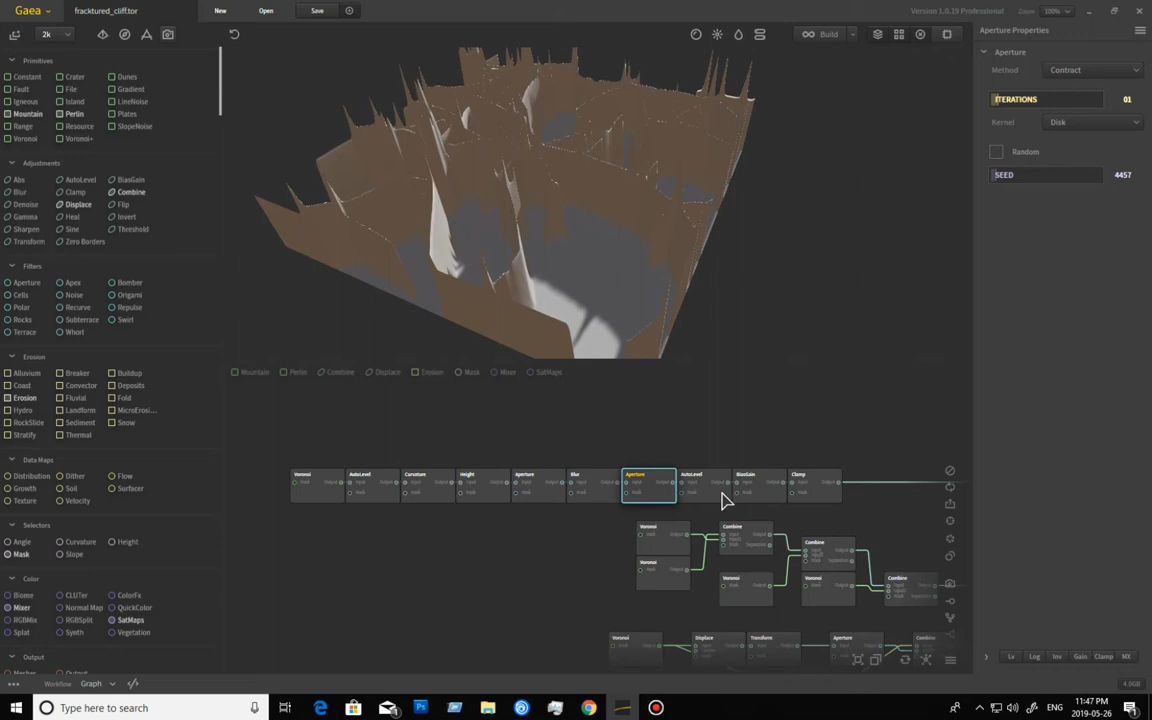 Gaea
fracktured_cliff.tor
New
Open
Save
Version 1.0.19 Professional
Zoom
100%
2k
Build
Aperture Properties
Primitives
Constant Crater Dunes
Fault Brick Gradient
Igneous Island LineNoise
Mountain Perlin Plates
Range Resource SlopeNoise
Voronoi Voronoi+
Adjustments
Abs AutoLevel BiasGain
Blur Clamp Combine
Denoise Displace Flip
Gamma Heal Invert
Sharpen Sine Threshold
Transform Zero Borders
Filters
Aperture Apex Bomber
Cells Noise Origami
Polar Recurve Repulse
Rocks Subterrace Swirl
Terrace Whorl
Erosion
Alluvium Breaker Buildup
Coast Convector Deposits
Erosion Fluvial Fold
Hydro Landform MicroErosi...
RockSlide Sediment Snow
Stratify Thermal
Data Maps
Distribution Dither Flow
Growth Soil Surfacer
Texture Velocity
Selectors
Angle Curvature Height
Mask Slope
Color
Biome CLUTer ColorFx
Mixer Normal Map QuickColor
RGBMix RGBSplit SatMaps
Splat Synth Vegetation
Output
Workflow Graph
Mountain Perlin Combine Displace Erosion Mask Mixer SatMaps
Voronoi AutoLevel Curvature Height Aperture Blur Aperture AutoLevel BiasGain Clamp
Voronoi Combine
Combine
Voronoi
Voronoi Voronoi Combine
Voronoi Displace Transform Aperture Combine
Aperture
Method Contract
ITERATIONS 01
Kernel Disk
Random
SEED 4457
Lv Log Inv Gain Clamp MX
4.0GB
Type here to search
ENG
11:47 PM
2019-05-26